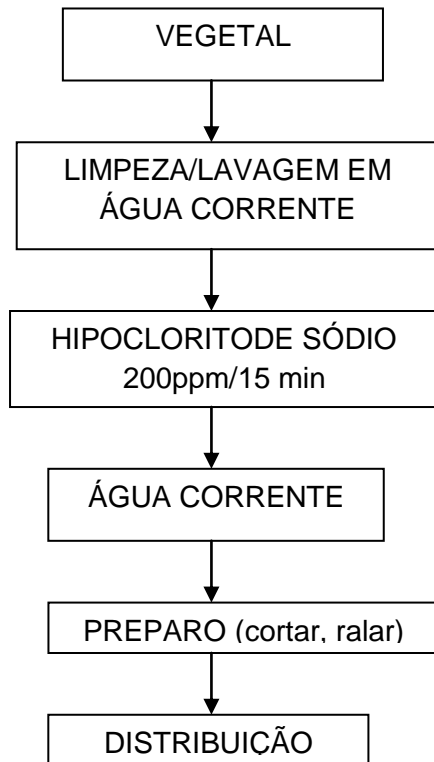 VEGETAL
LIMPEZA/LAVAGEM EM
ÁGUA CORRENTE
HIPOCLORITODE SÓDIO
200ppm/15 min
ÁGUA CORRENTE
PREPARO (cortar, ralar)
DISTRIBUIÇÃO